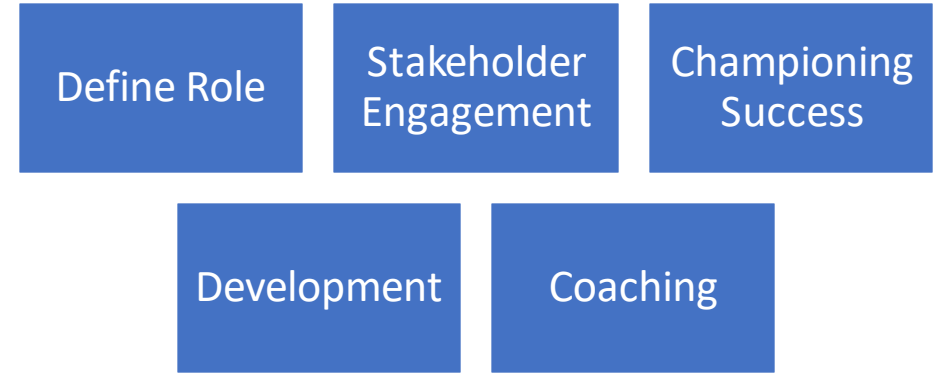 Define Role
Stakeholder
Engagement
Championing
Success
Development
Coaching